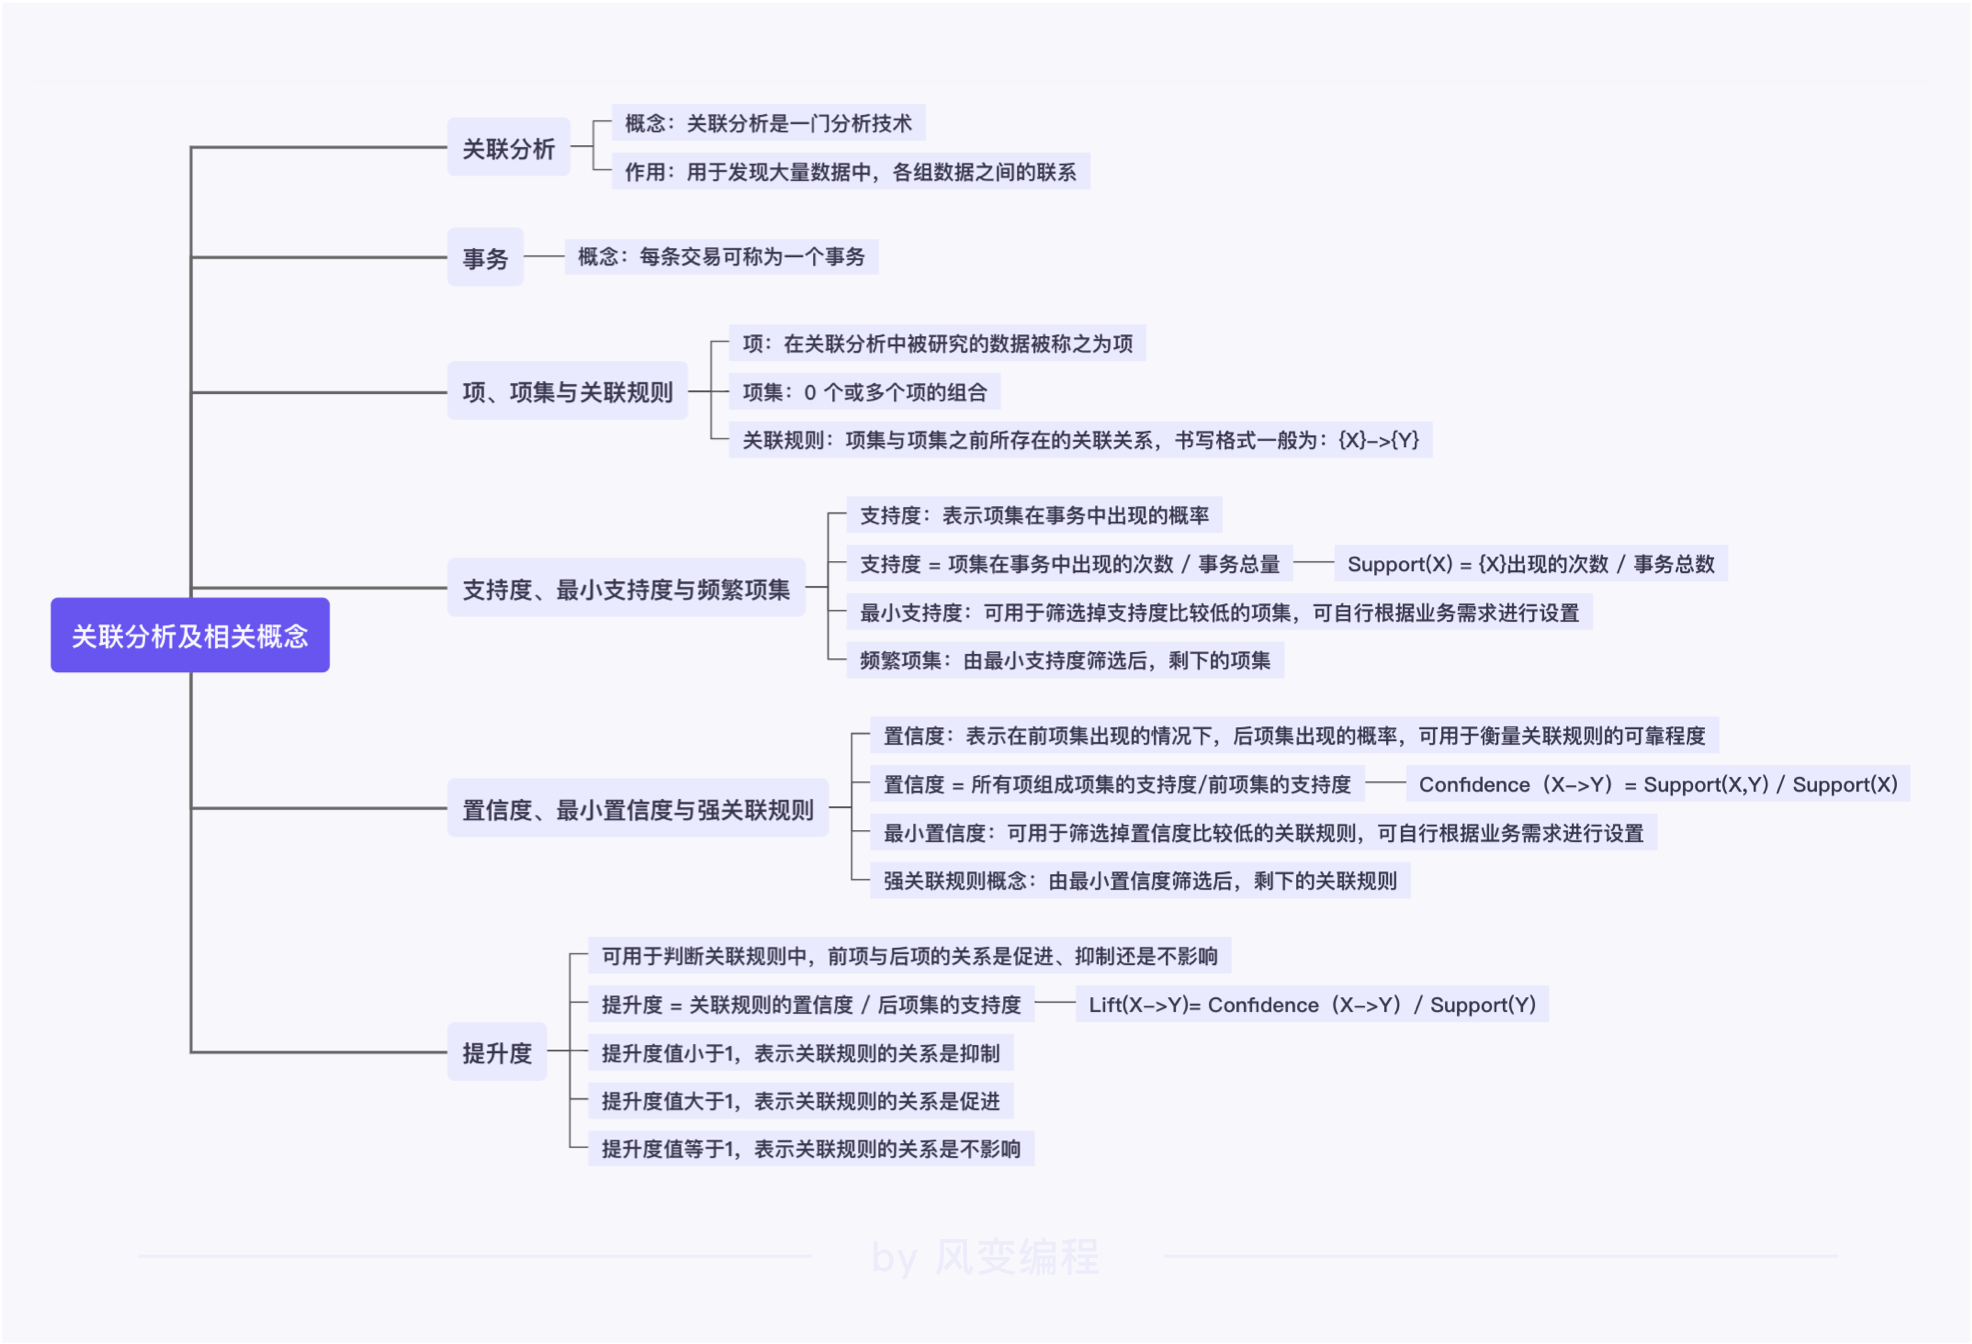 关联分析及相关概念
关联分析
概念：关联分析是一门分析技术
作用：用于发现大量数据中，各组数据之间的联系
事务
概念：每条交易可称为一个事务
项、项集与关联规则
项：在关联分析中被研究的数据被称之为项
项集：0 个或多个项的组合
关联规则：项集与项集之前所存在的关联关系，书写格式一般为：{X}->{Y}
支持度、最小支持度与频繁项集
支持度：表示项集在事务中出现的概率
支持度 = 项集在事务中出现的次数 / 事务总量
Support(X) = {X}出现的次数 / 事务总数
最小支持度：可用于筛选掉支持度比较低的项集，可自行根据业务需求进行设置
频繁项集：由最小支持度筛选后，剩下的项集
置信度、最小置信度与强关联规则
置信度：表示在前项集出现的情况下，后项集出现的概率，可用于衡量关联规则的可靠程度
置信度 = 所有项组成项集的支持度/前项集的支持度
Confidence（X->Y）= Support(X,Y) / Support(X)
最小置信度：可用于筛选掉置信度比较低的关联规则，可自行根据业务需求进行设置
强关联规则概念：由最小置信度筛选后，剩下的关联规则
提升度
可用于判断关联规则中，前项与后项的关系是促进、抑制还是不影响
提升度 = 关联规则的置信度 / 后项集的支持度
Lift(X->Y)= Confidence（X->Y）/ Support(Y)
提升度值小于1，表示关联规则的关系是抑制
提升度值大于1，表示关联规则的关系是促进
提升度值等于1，表示关联规则的关系是不影响
by 风变编程